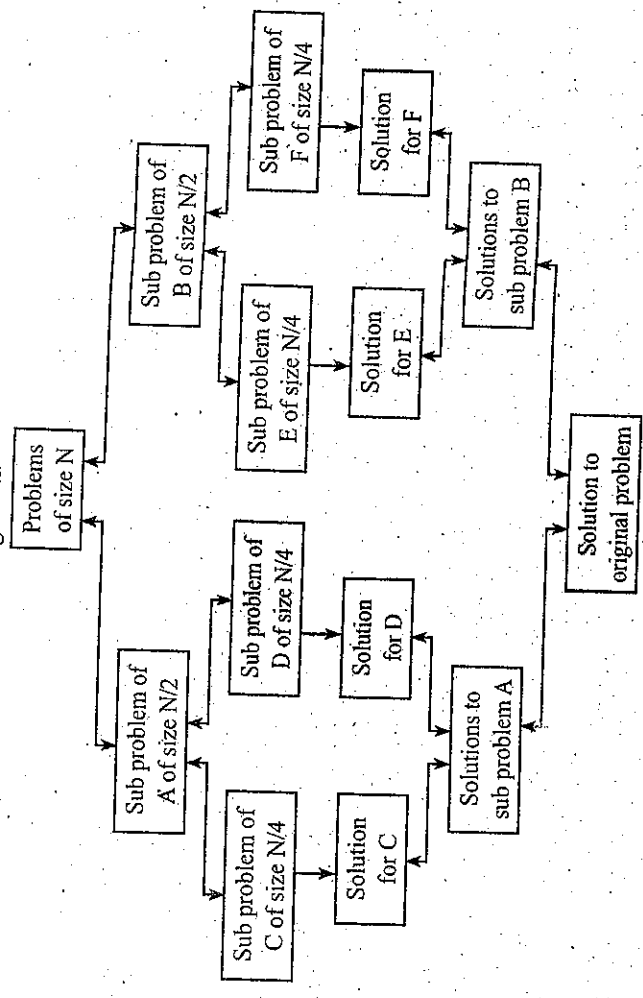 Problems
of size N
Sub problem of
A of size N/2
Sub problem of
B of size N/2
Sub problem of
C of size N/4
Sub problem of
D of size N/4
Sub problem of
E of size N/4
Sub problem of
F of size N/4
Solution
for C
Solution
for D
Solution
for E
Solution
for F
Solutions to
sub problem A
Solutions to
sub problem B
Solution to
original problem